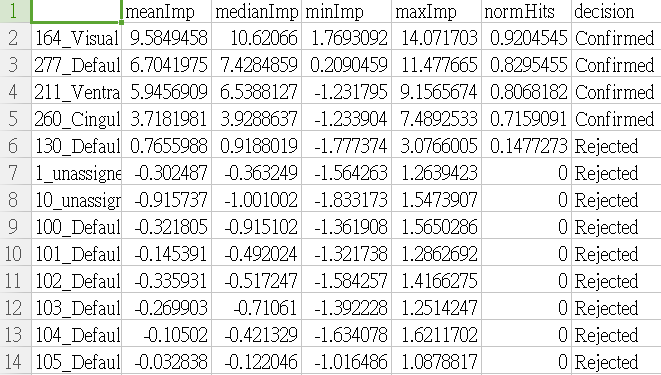 1 meanImp medianImp minImp maxImp normHits decision
2 164_Visual 9.5849458 10.62066 1.7693092 14.071703 0.9204545 Confirmed
3 277_Defaul 6.7041975 7.4284859 0.2090459 11.477665 0.8295455 Confirmed
4 211_Ventra 5.9456909 6.5388127 -1.231795 9.1565674 0.8068182 Confirmed
5 260_Cingul 3.7181981 3.9286637 -1.233904 7.4892533 0.7159091 Confirmed
6 130_Defaul 0.7655988 0.9188019 -1.777374 3.0766005 0.1477273 Rejected
7 1_unassigne -0.302487 -0.363249 -1.564263 1.2639423 0 Rejected
8 10_unassign -0.915737 -1.001002 -1.833173 1.5473907 0 Rejected
9 100_Defaul -0.321805 -0.915102 -1.361908 1.5650286 0 Rejected
10 101_Defaul -0.145391 -0.492024 -1.321738 1.2862692 0 Rejected
11 102_Defaul -0.335931 -0.517247 -1.584257 1.4166275 0 Rejected
12 103_Defaul -0.269903 -0.71061 -1.392228 1.2514247 0 Rejected
13 104_Defaul -0.10502 -0.421329 -1.634078 1.6211702 0 Rejected
14 105_Defaul -0.032838 -0.122046 -1.016486 1.0878817 0 Rejected